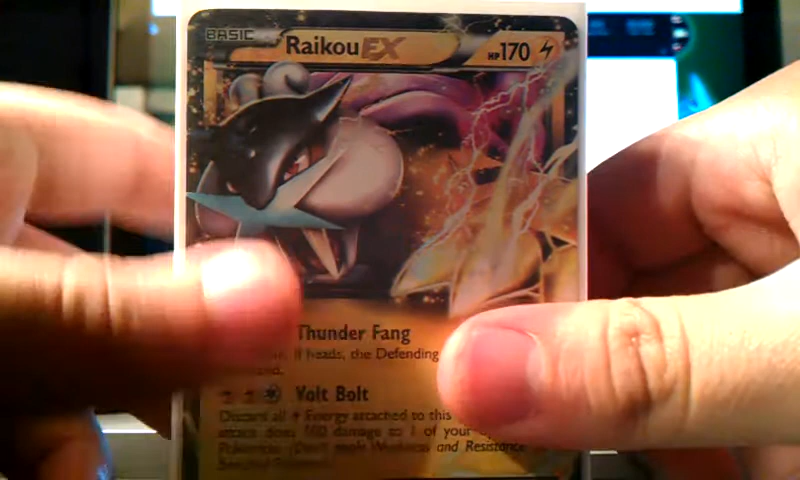 BASIC Raikou EX HP 170
Thunder Fang
if heads, the Defending
Volt Bolt
Discard all Energy attached to this
attack does 100 damage to 1 of your
Pokémon. (Don't apply Weakness and Resistance